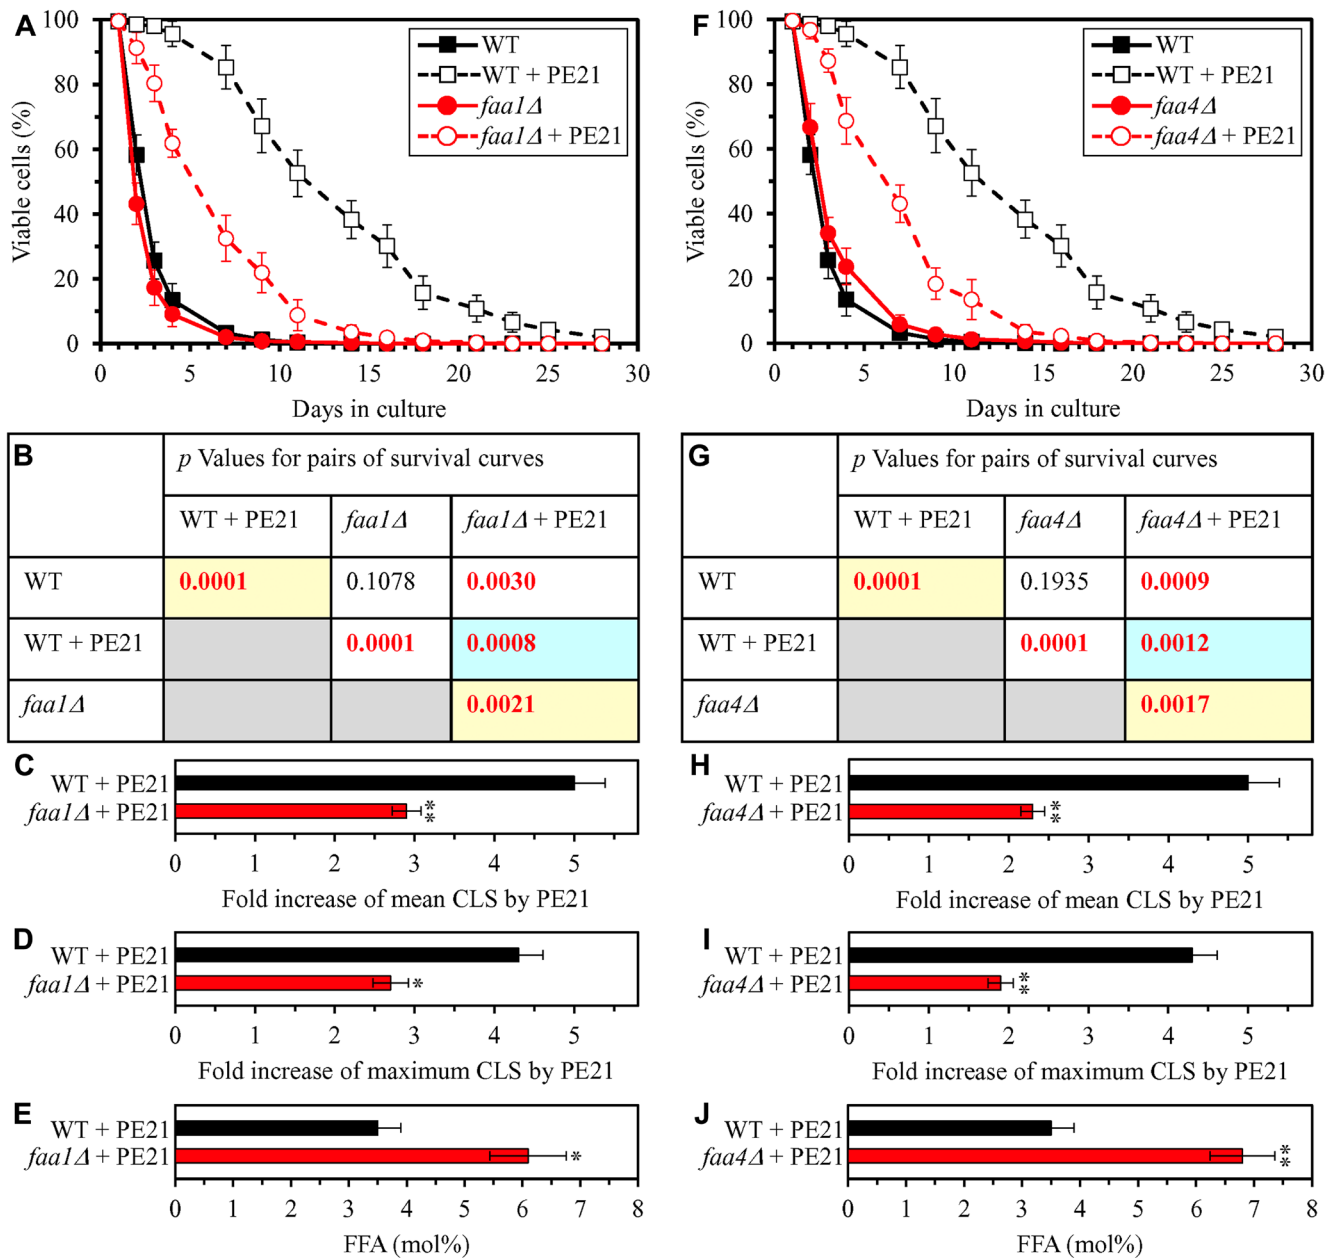 A
Viable cells (%)
100
80
60
40
20
0
WT
WT + PE21
faa1Δ
faa1Δ + PE21
0 5 10 15 20 25 30
Days in culture
B
p Values for pairs of survival curves
WT + PE21 faa1Δ faa1Δ + PE21
WT 0.0001 0.1078 0.0030
WT + PE21 0.0001 0.0008
faa1Δ 0.0021
C
WT + PE21
faa1Δ + PE21 **
0 1 2 3 4 5
Fold increase of mean CLS by PE21
D
WT + PE21
faa1Δ + PE21 *
0 1 2 3 4 5
Fold increase of maximum CLS by PE21
E
WT + PE21
faa1Δ + PE21 *
0 1 2 3 4 5 6 7 8
FFA (mol%)
F
Viable cells (%)
100
80
60
40
20
0
WT
WT + PE21
faa4Δ
faa4Δ + PE21
0 5 10 15 20 25 30
Days in culture
G
p Values for pairs of survival curves
WT + PE21 faa4Δ faa4Δ + PE21
WT 0.0001 0.1935 0.0009
WT + PE21 0.0001 0.0012
faa4Δ 0.0017
H
WT + PE21
faa4Δ + PE21 **
0 1 2 3 4 5
Fold increase of mean CLS by PE21
I
WT + PE21
faa4Δ + PE21 **
0 1 2 3 4 5
Fold increase of maximum CLS by PE21
J
WT + PE21
faa4Δ + PE21 **
0 1 2 3 4 5 6 7 8
FFA (mol%)